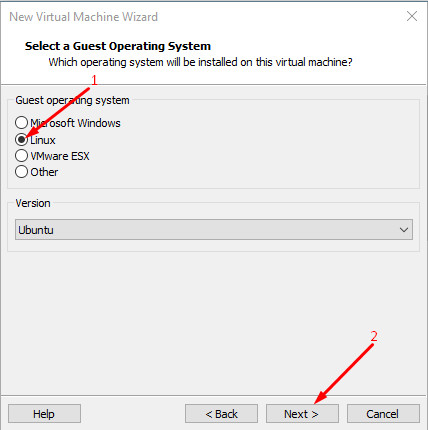 New Virtual Machine Wizard
Select a Guest Operating System
Which operating system will be installed on this virtual machine?
1
Guest operating system
Microsoft Windows
Linux
VMware ESX
Other
Version
Ubuntu
2
Help
< Back
Next >
Cancel